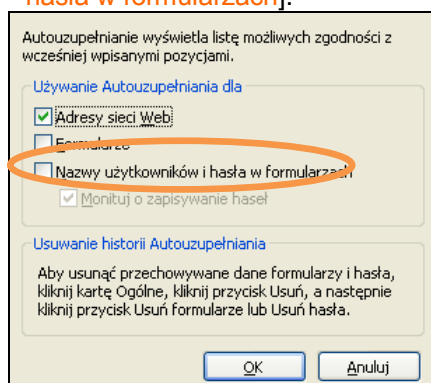 hasła w formularzach].
Autouzupełnianie wyświetla listę możliwych zgodności z
wcześniej wpisanymi pozycjami.
Używanie Autouzupełniania dla
Adresy sieci Web
Formularze
Nazwy użytkowników i hasła w formularzach
Monituj o zapisywanie haseł
Usuwanie historii Autouzupełniania
Aby usunąć przechowywane dane formularzy i hasła,
kliknij kartę Ogólne, kliknij przycisk Usuń, a następnie
kliknij przycisk Usuń formularze lub Usuń hasła.
OK Anuluj